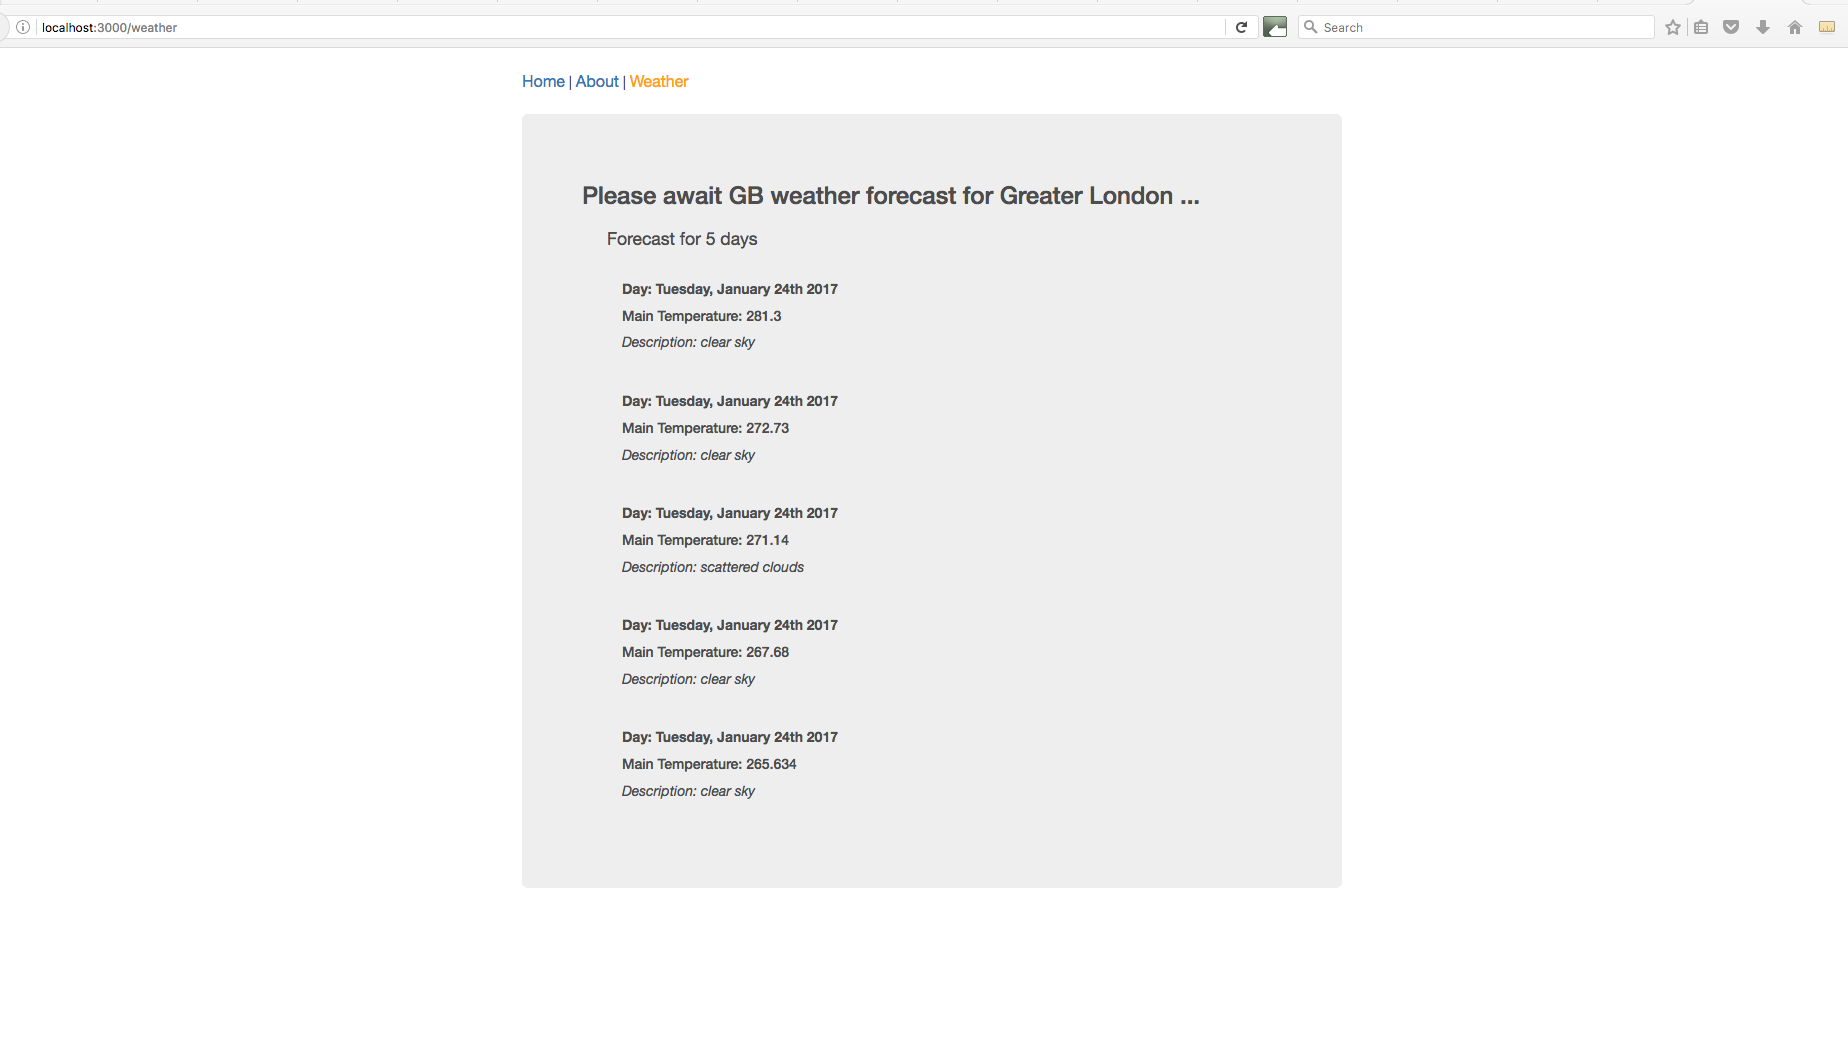 localhost:3000/weather
Search
Home | About | Weather
Please await GB weather forecast for Greater London ...
Forecast for 5 days
Day: Tuesday, January 24th 2017
Main Temperature: 281.3
Description: clear sky
Day: Tuesday, January 24th 2017
Main Temperature: 272.73
Description: clear sky
Day: Tuesday, January 24th 2017
Main Temperature: 271.14
Description: scattered clouds
Day: Tuesday, January 24th 2017
Main Temperature: 267.68
Description: clear sky
Day: Tuesday, January 24th 2017
Main Temperature: 265.634
Description: clear sky